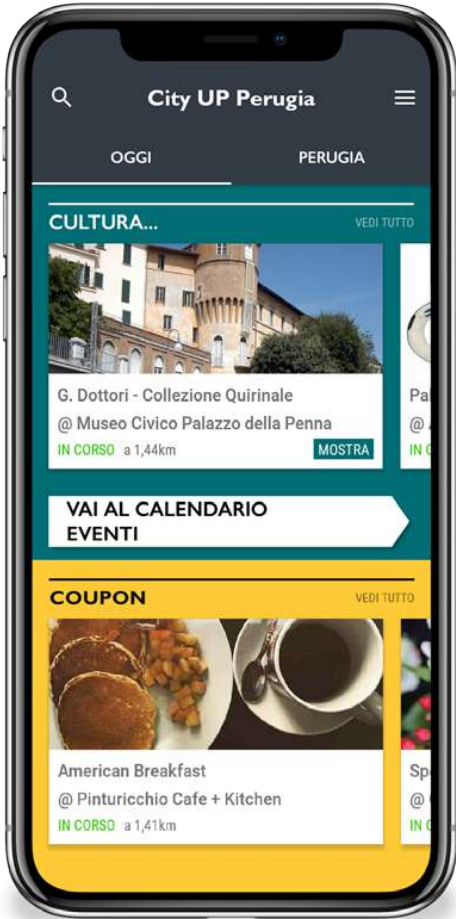 City UP Perugia
OGGI
PERUGIA
CULTURA...
VEDI TUTTO
G. Dottori - Collezione Quirinale
@ Museo Civico Palazzo della Penna
IN CORSO a 1,44km
MOSTRA
VAI AL CALENDARIO
EVENTI
COUPON
VEDI TUTTO
American Breakfast
@ Pinturicchio Cafe + Kitchen
IN CORSO a 1,41km